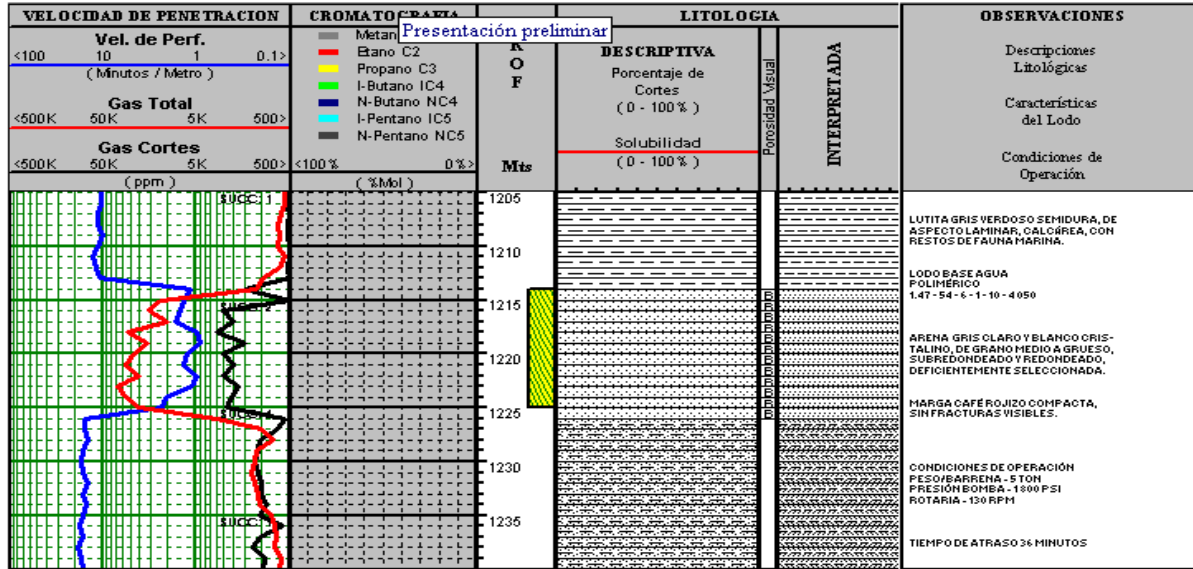 VELOCIDAD DE PENETRACION
Vel. de Perf.
<100 10 1 0.1>
( Minutos / Metro )
Gas Total
<500K 50K 5K 500>
Gas Cortes
<500K 50K 5K 500>
( ppm )
CROMATOGRAFIA
Presentación preliminar
Metan
Etano C2
Propano C3
I-Butano IC4
N-Butano NC4
I-Pentano IC5
N-Pentano NC5
<100% 0%>
( %Mol )
R
O
F
Mts
LITOLOGIA
DESCRIPTIVA
Porcentaje de
Cortes
( 0 - 100% )
Solubilidad
( 0 - 100% )
Porosidad Visual
INTERPRETADA
OBSERVACIONES
Descripciones
Litológicas
Característicos
del Lodo
Condiciones de
Operación
SUCC: 1
1205
1210
1215
1220
1225
1230
1235
B
B
B
B
B
B
B
B
B
B
B
B
LUTITA GRIS VERDOSO SEMIDURA, DE
ASPECTO LAMINAR, CALCÁREA, CON
RESTOS DE FAUNA MARINA.
LODO BASE AGUA
POLIMÉRICO
1.47 - 54 - 6 - 1 - 10 - 4050
ARENA GRIS CLARO Y BLANCO CRIS-
TALINO, DE GRANO MEDIO A GRUESO,
SUBREDONDEADO Y REDONDEADO,
DEFICIENTEMENTE SELECCIONADA.
MARGA CAFÉ ROJIZO COMPACTA,
SIN FRACTURAS VISIBLES.
CONDICIONES DE OPERACIÓN
PESO/BARRENA - 5 TON
PRESIÓN BOMBA - 1800 PSI
ROTARIA - 130 RPM
TIEMPO DE ATRASO 36 MINUTOS